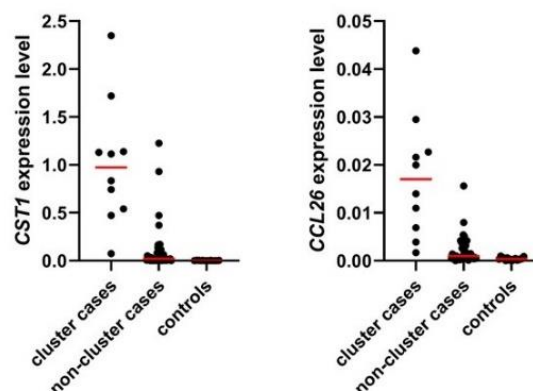 CST1 expression level
2.5
2.0
1.5
1.0
0.5
0.0
cluster cases
non-cluster cases
controls
CCL26 expression level
0.05
0.04
0.03
0.02
0.01
0.00
cluster cases
non-cluster cases
controls